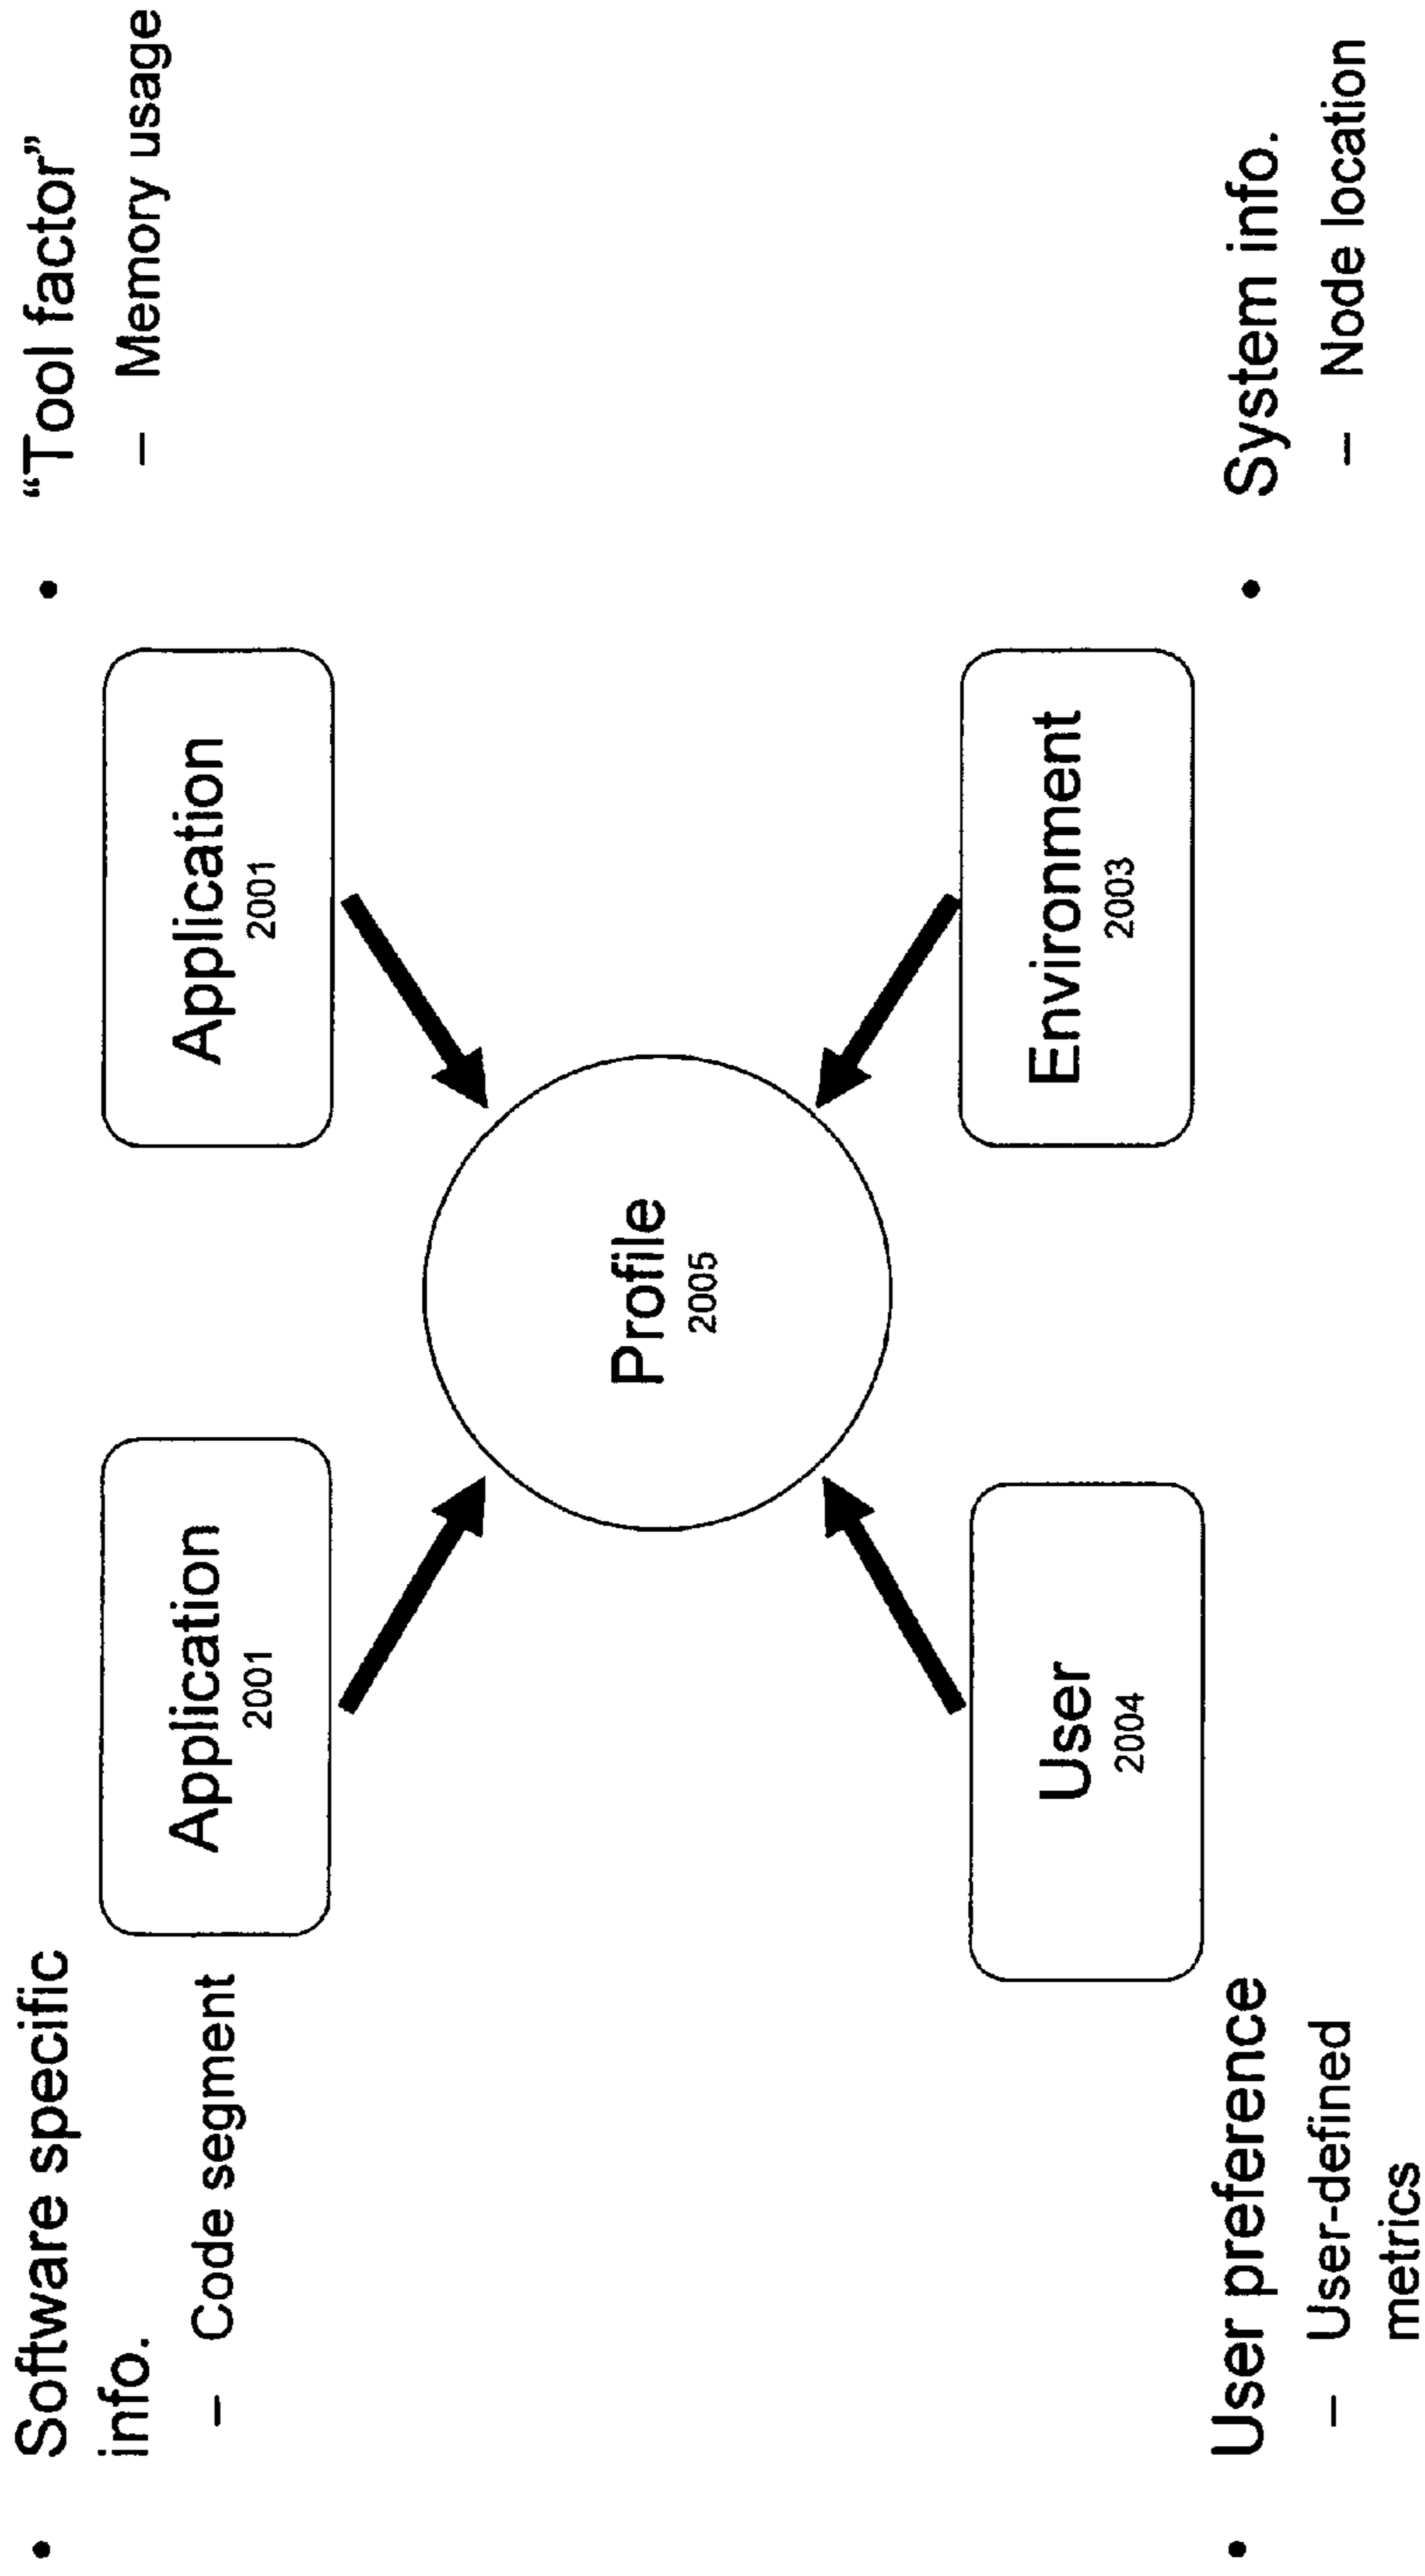 • Software specific
info.
– Code segment
Application
2001
Application
2001
• “Tool factor”
– Memory usage
Profile
2005
• User preference
– User-defined
metrics
User
2004
Environment
2003
• System info.
– Node location